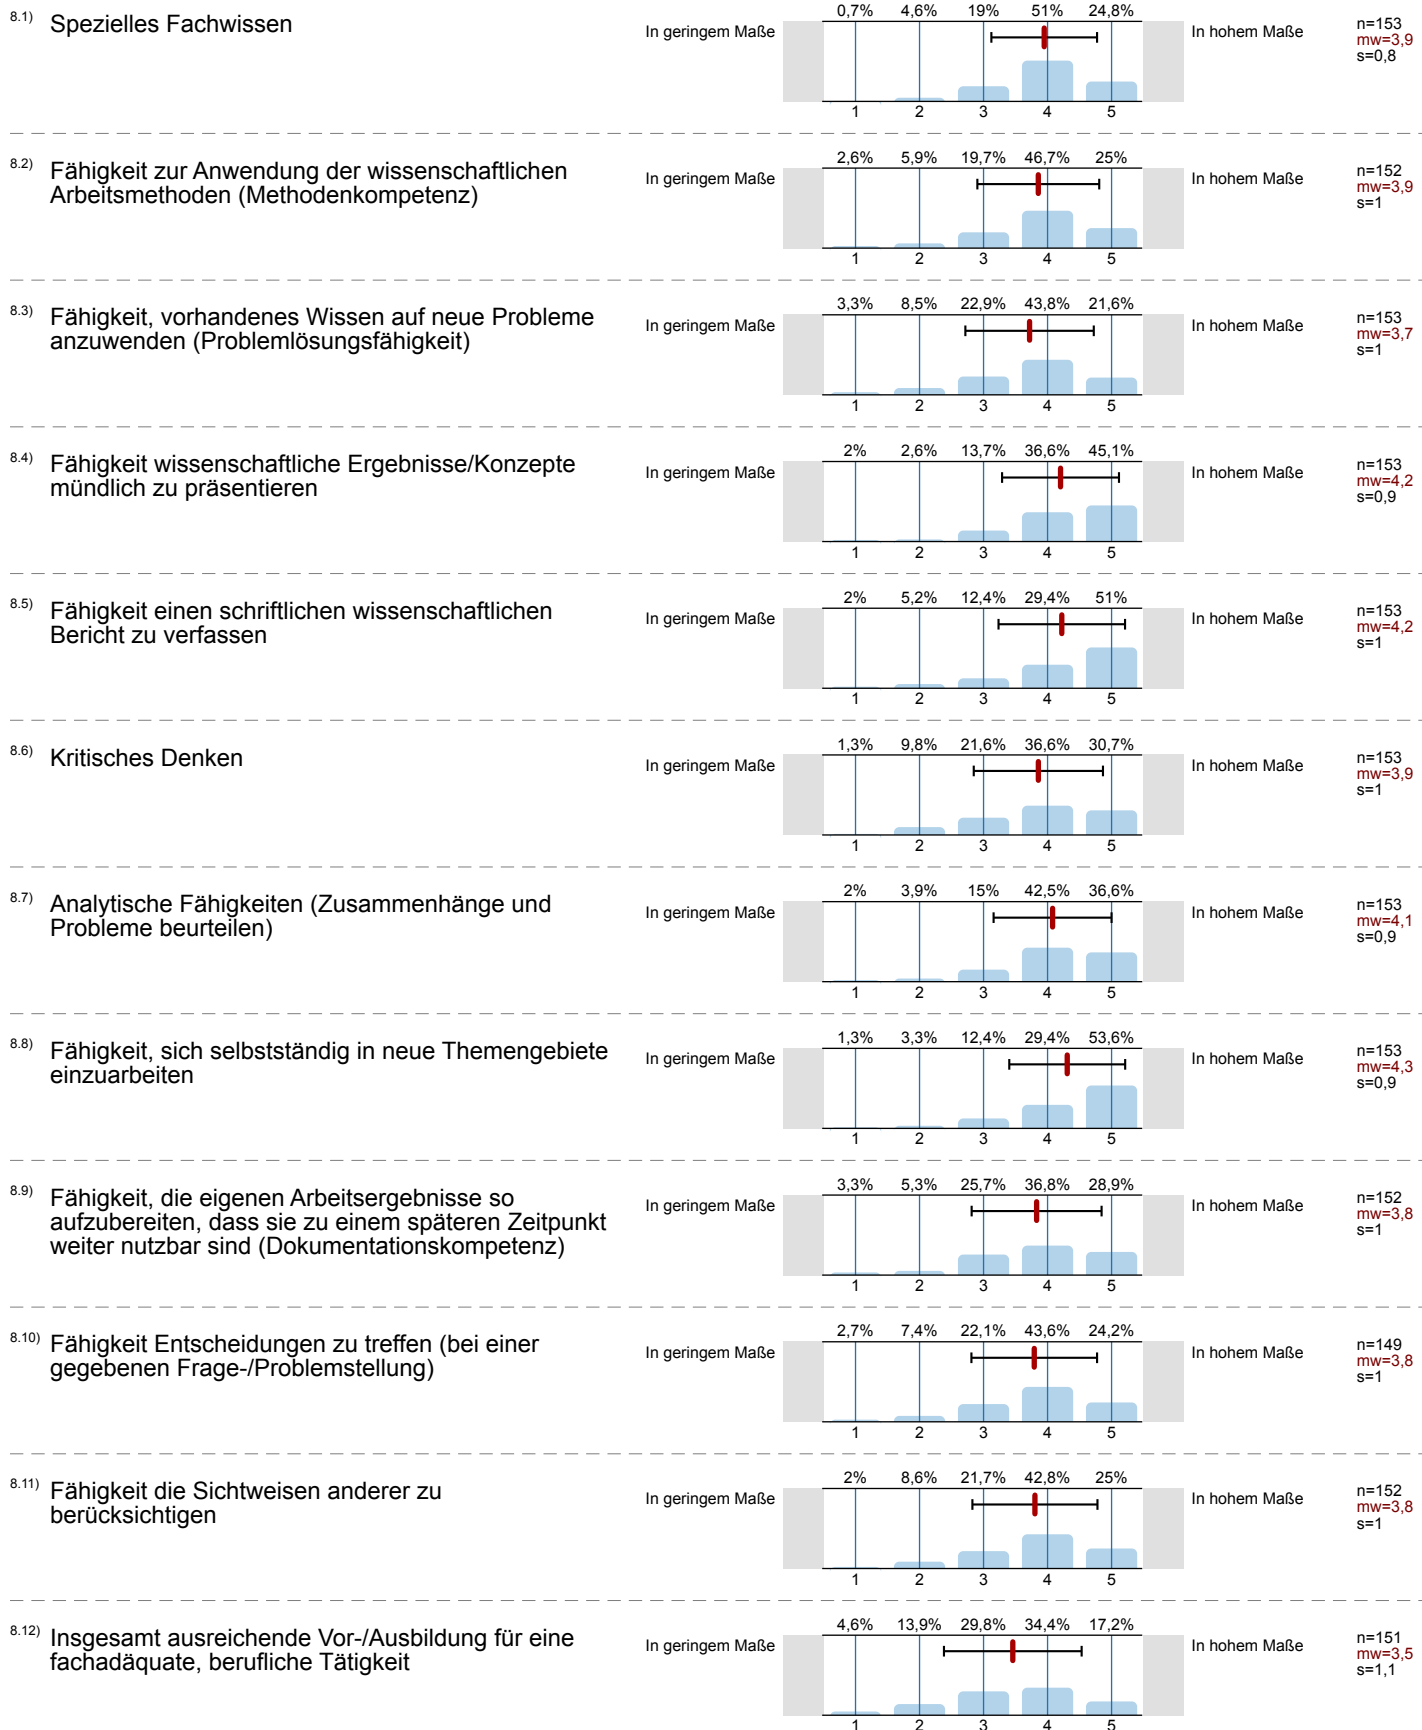 8.1) Spezielles Fachwissen
In geringem Maße
0,7% 4,6% 19% 51% 24,8%
1 2 3 4 5
In hohem Maße
n=153
mw=3,9
s=0,8
8.2) Fähigkeit zur Anwendung der wissenschaftlichen
Arbeitsmethoden (Methodenkompetenz)
In geringem Maße
2,6% 5,9% 19,7% 46,7% 25%
1 2 3 4 5
In hohem Maße
n=152
mw=3,9
s=1
8.3) Fähigkeit, vorhandenes Wissen auf neue Probleme
anzuwenden (Problemlösungsfähigkeit)
In geringem Maße
3,3% 8,5% 22,9% 43,8% 21,6%
1 2 3 4 5
In hohem Maße
n=153
mw=3,7
s=1
8.4) Fähigkeit wissenschaftliche Ergebnisse/Konzepte
mündlich zu präsentieren
In geringem Maße
2% 2,6% 13,7% 36,6% 45,1%
1 2 3 4 5
In hohem Maße
n=153
mw=4,2
s=0,9
8.5) Fähigkeit einen schriftlichen wissenschaftlichen
Bericht zu verfassen
In geringem Maße
2% 5,2% 12,4% 29,4% 51%
1 2 3 4 5
In hohem Maße
n=153
mw=4,2
s=1
8.6) Kritisches Denken
In geringem Maße
1,3% 9,8% 21,6% 36,6% 30,7%
1 2 3 4 5
In hohem Maße
n=153
mw=3,9
s=1
8.7) Analytische Fähigkeiten (Zusammenhänge und
Probleme beurteilen)
In geringem Maße
2% 3,9% 15% 42,5% 36,6%
1 2 3 4 5
In hohem Maße
n=153
mw=4,1
s=0,9
8.8) Fähigkeit, sich selbstständig in neue Themengebiete
einzuarbeiten
In geringem Maße
1,3% 3,3% 12,4% 29,4% 53,6%
1 2 3 4 5
In hohem Maße
n=153
mw=4,3
s=0,9
8.9) Fähigkeit, die eigenen Arbeitsergebnisse so
aufzubereiten, dass sie zu einem späteren Zeitpunkt
weiter nutzbar sind (Dokumentationskompetenz)
In geringem Maße
3,3% 5,3% 25,7% 36,8% 28,9%
1 2 3 4 5
In hohem Maße
n=152
mw=3,8
s=1
8.10) Fähigkeit Entscheidungen zu treffen (bei einer
gegebenen Frage-/Problemstellung)
In geringem Maße
2,7% 7,4% 22,1% 43,6% 24,2%
1 2 3 4 5
In hohem Maße
n=149
mw=3,8
s=1
8.11) Fähigkeit die Sichtweisen anderer zu
berücksichtigen
In geringem Maße
2% 8,6% 21,7% 42,8% 25%
1 2 3 4 5
In hohem Maße
n=152
mw=3,8
s=1
8.12) Insgesamt ausreichende Vor-/Ausbildung für eine
fachadäquate, berufliche Tätigkeit
In geringem Maße
4,6% 13,9% 29,8% 34,4% 17,2%
1 2 3 4 5
In hohem Maße
n=151
mw=3,5
s=1,1